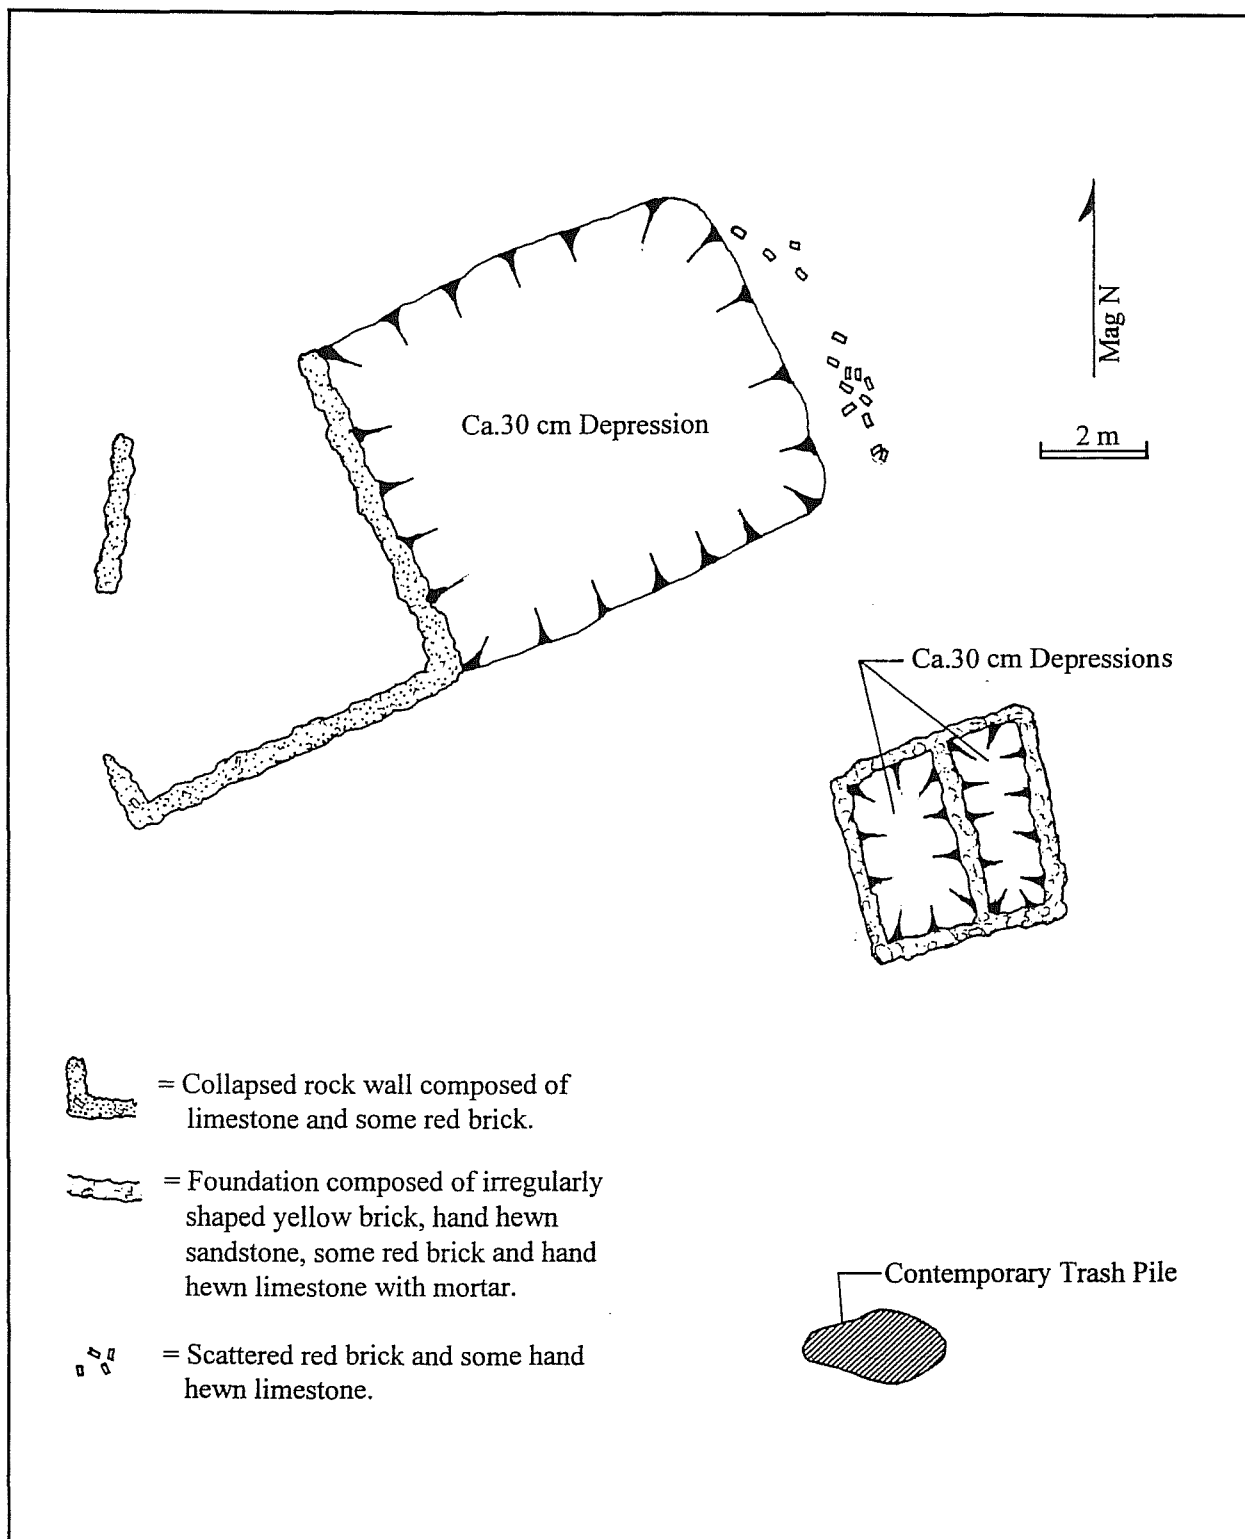 Mag N
Ca.30 cm Depression
2 m
Ca.30 cm Depressions
= Collapsed rock wall composed of
limestone and some red brick.
= Foundation composed of irregularly
shaped yellow brick, hand hewn
sandstone, some red brick and hand
hewn limestone with mortar.
Contemporary Trash Pile
= Scattered red brick and some hand
hewn limestone.